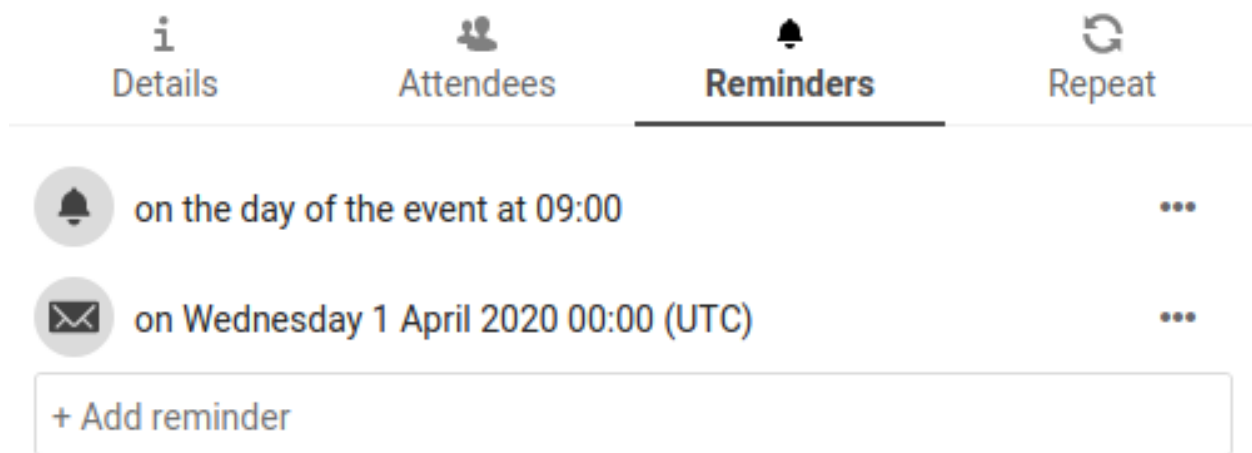 Details Attendees Reminders Repeat
on the day of the event at 09:00
on Wednesday 1 April 2020 00:00 (UTC)
+ Add reminder